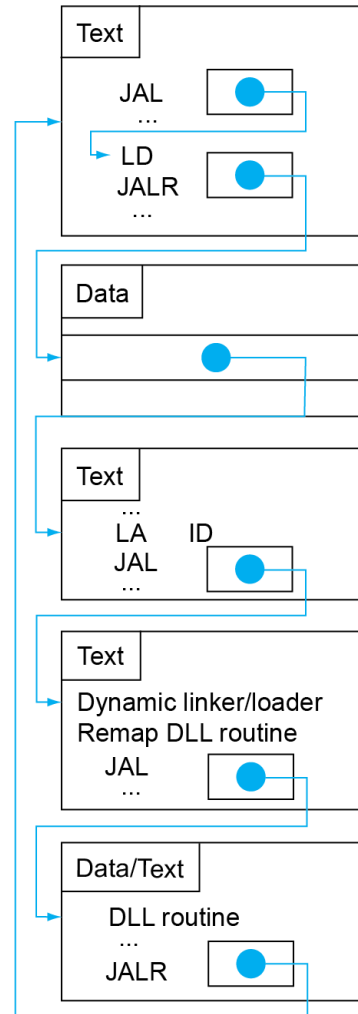 Text
JAL
...
LD
JALR
...
Data
Text
...
LA ID
JAL
...
Text
Dynamic linker/loader
Remap DLL routine
JAL
...
Data/Text
DLL routine
...
JALR